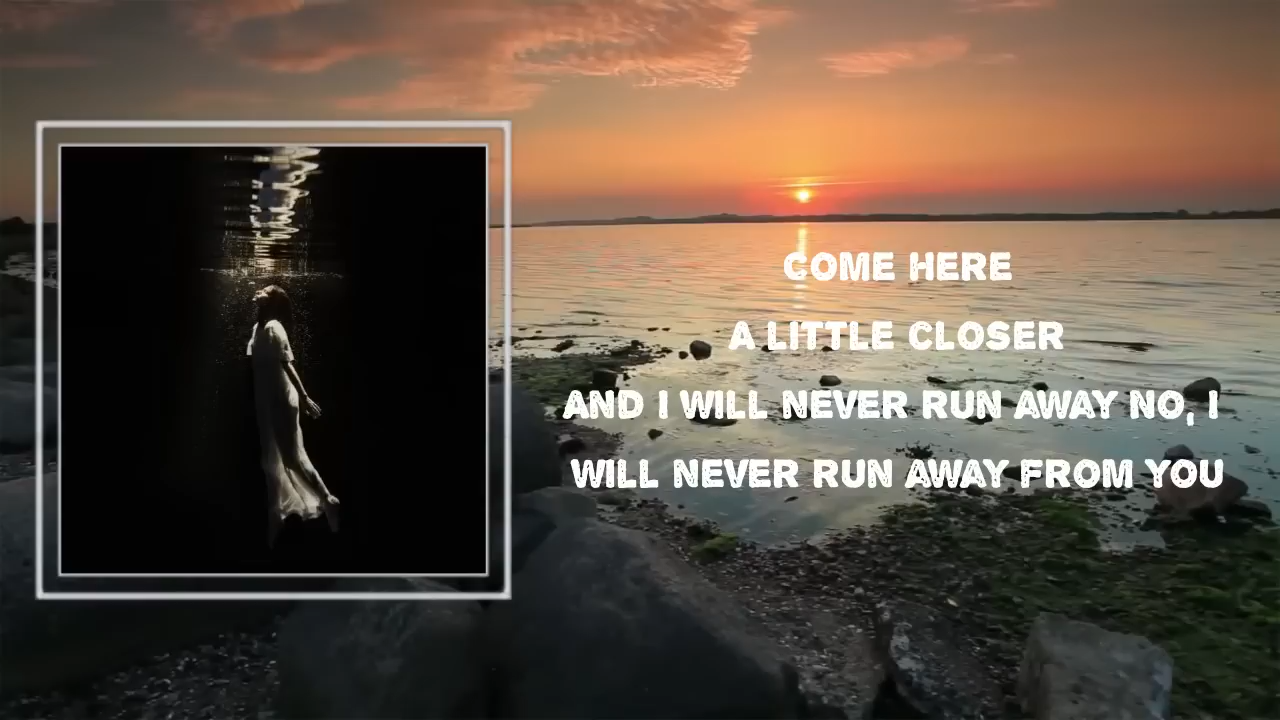 COME HERE
A LITTLE CLOSER
AND I WILL NEVER RUN AWAY NO, I
WILL NEVER RUN AWAY FROM YOU